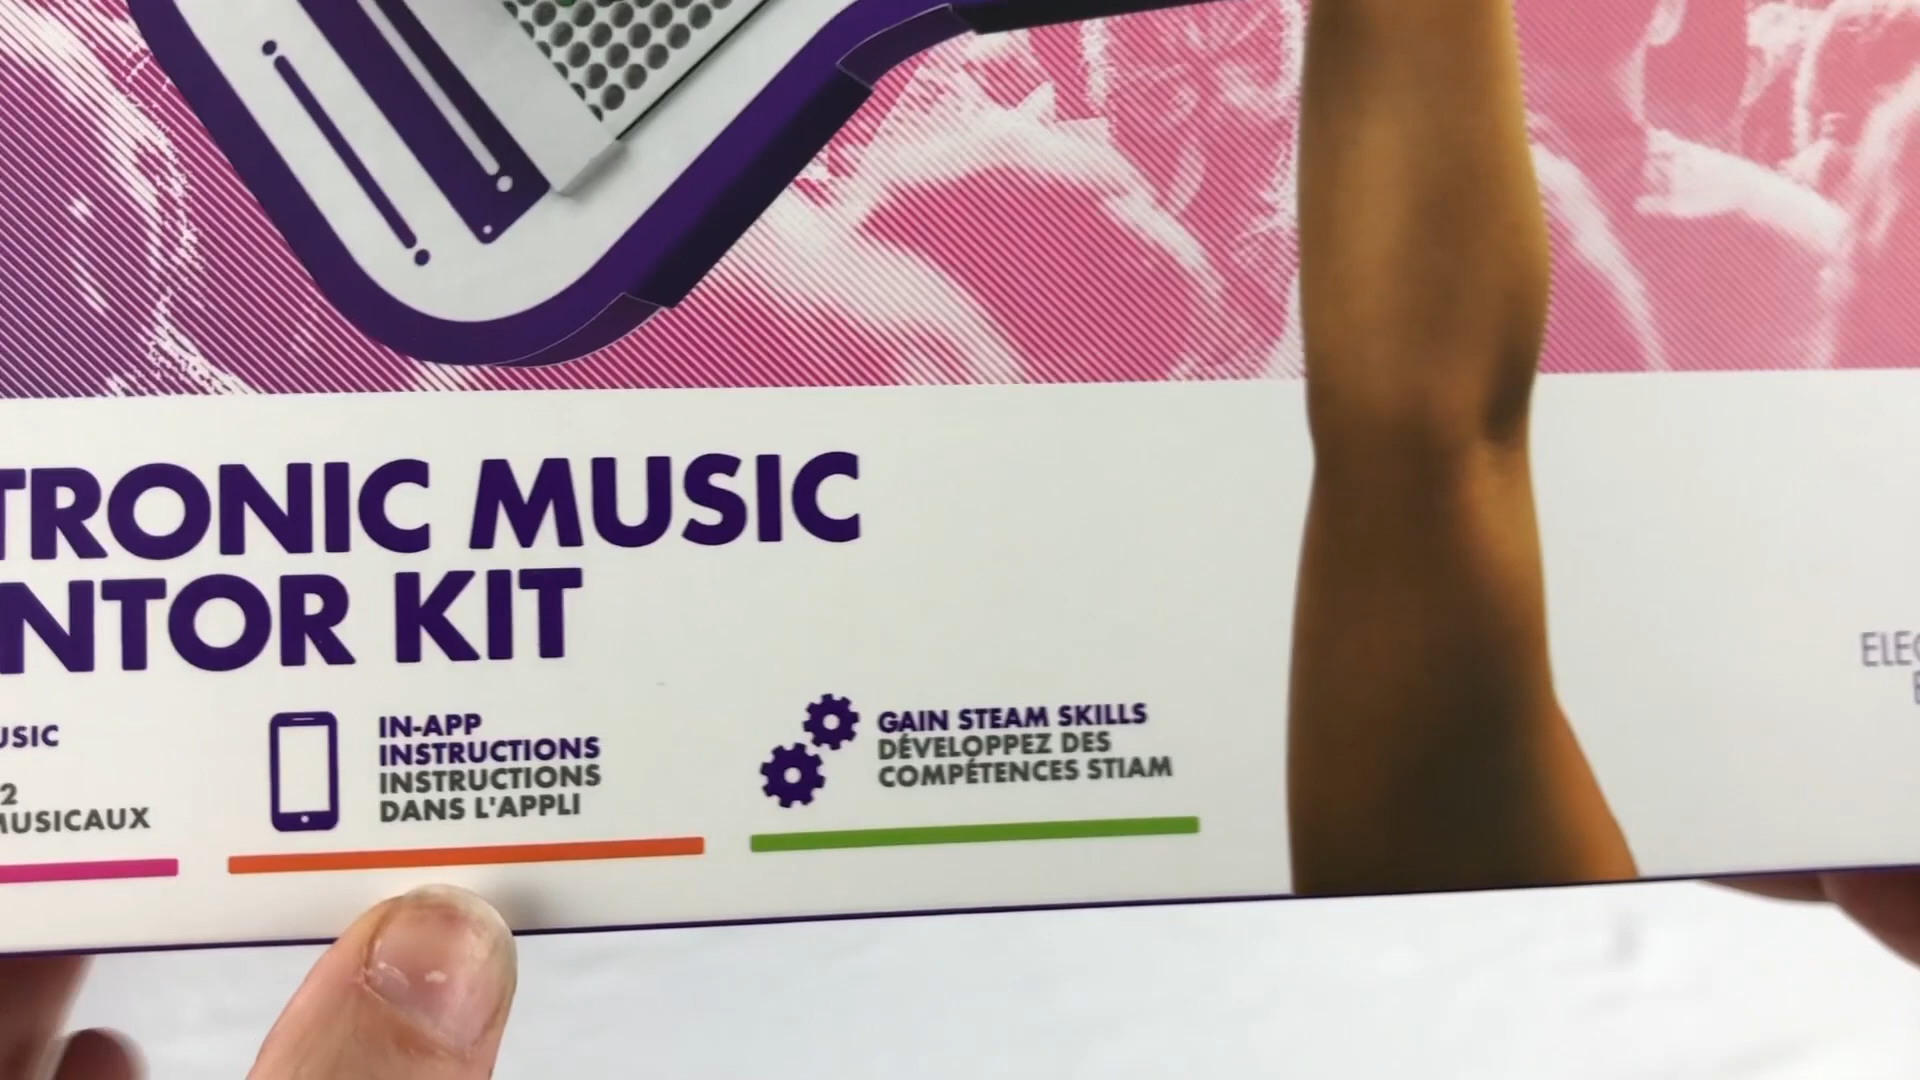 TRONIC MUSIC
NTOR KIT
USIC
2
MUSICAUX
IN-APP
INSTRUCTIONS
INSTRUCTIONS
DANS L'APPLI
GAIN STEAM SKILLS
DÉVELOPPEZ DES
COMPÉTENCES STIAM
ELEC